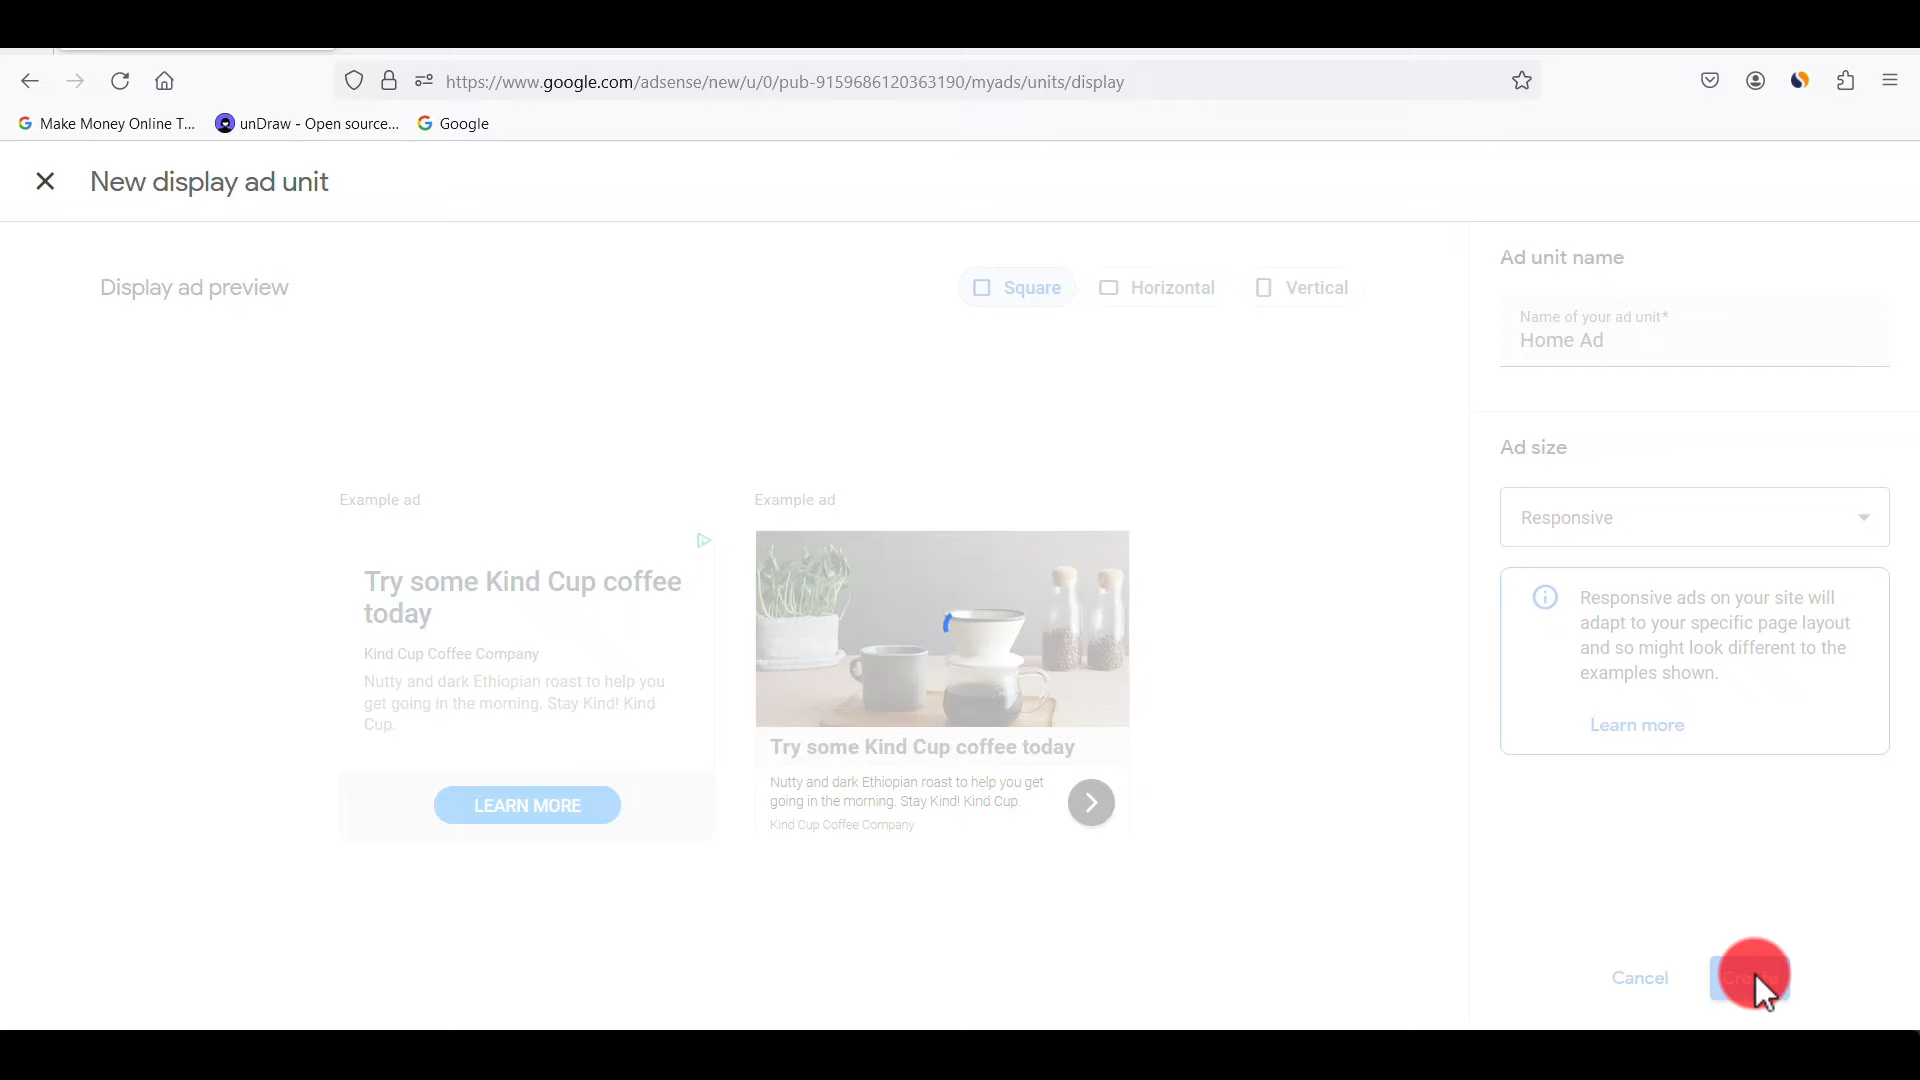 https://www.google.com/adsense/new/u/0/pub-9159686120363190/myads/units/display
Make Money Online T...
unDraw - Open source...
Google
New display ad unit
Display ad preview
Square
Horizontal
Vertical
Example ad
Try some Kind Cup coffee
today
Kind Cup Coffee Company
Nutty and dark Ethiopian roast to help you
get going in the morning. Stay Kind! Kind
Cup.
LEARN MORE
Example ad
Try some Kind Cup coffee today
Nutty and dark Ethiopian roast to help you get
going in the morning. Stay Kind! Kind Cup.
Kind Cup Coffee Company
Ad unit name
Name of your ad unit*
Home Ad
Ad size
Responsive
Responsive ads on your site will
adapt to your specific page layout
and so might look different to the
examples shown.
Learn more
Cancel